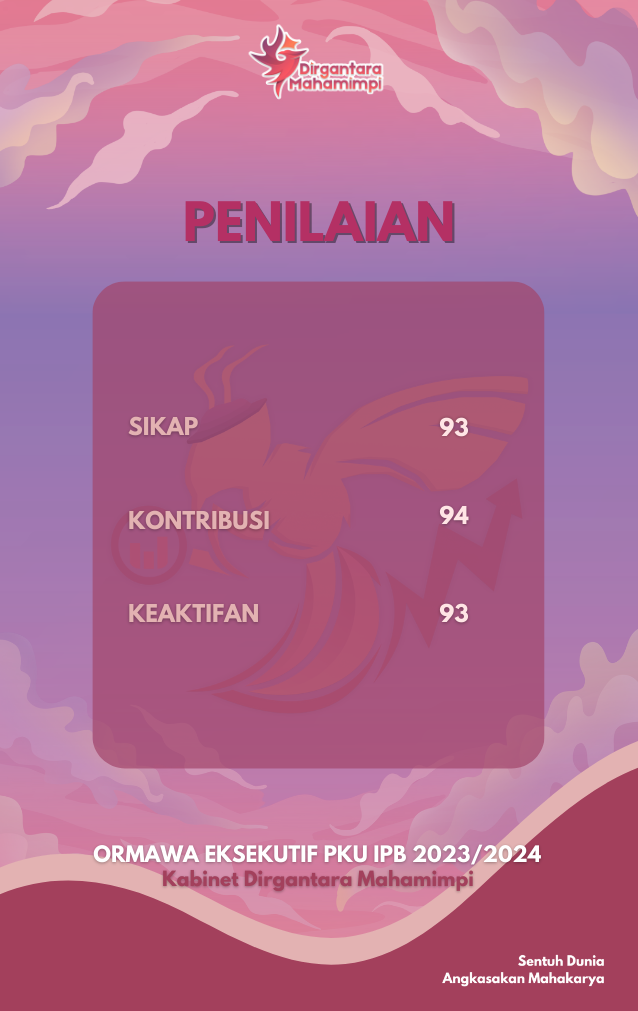 Dirgantara
Mahamimpi
PENILAIAN
SIKAP 93
KONTRIBUSI 94
KEAKTIFAN 93
ORMAWA EKSEKUTIF PKU IPB 2023/2024
Kabinet Dirgantara Mahamimpi
Sentuh Dunia
Angkasakan Mahakarya